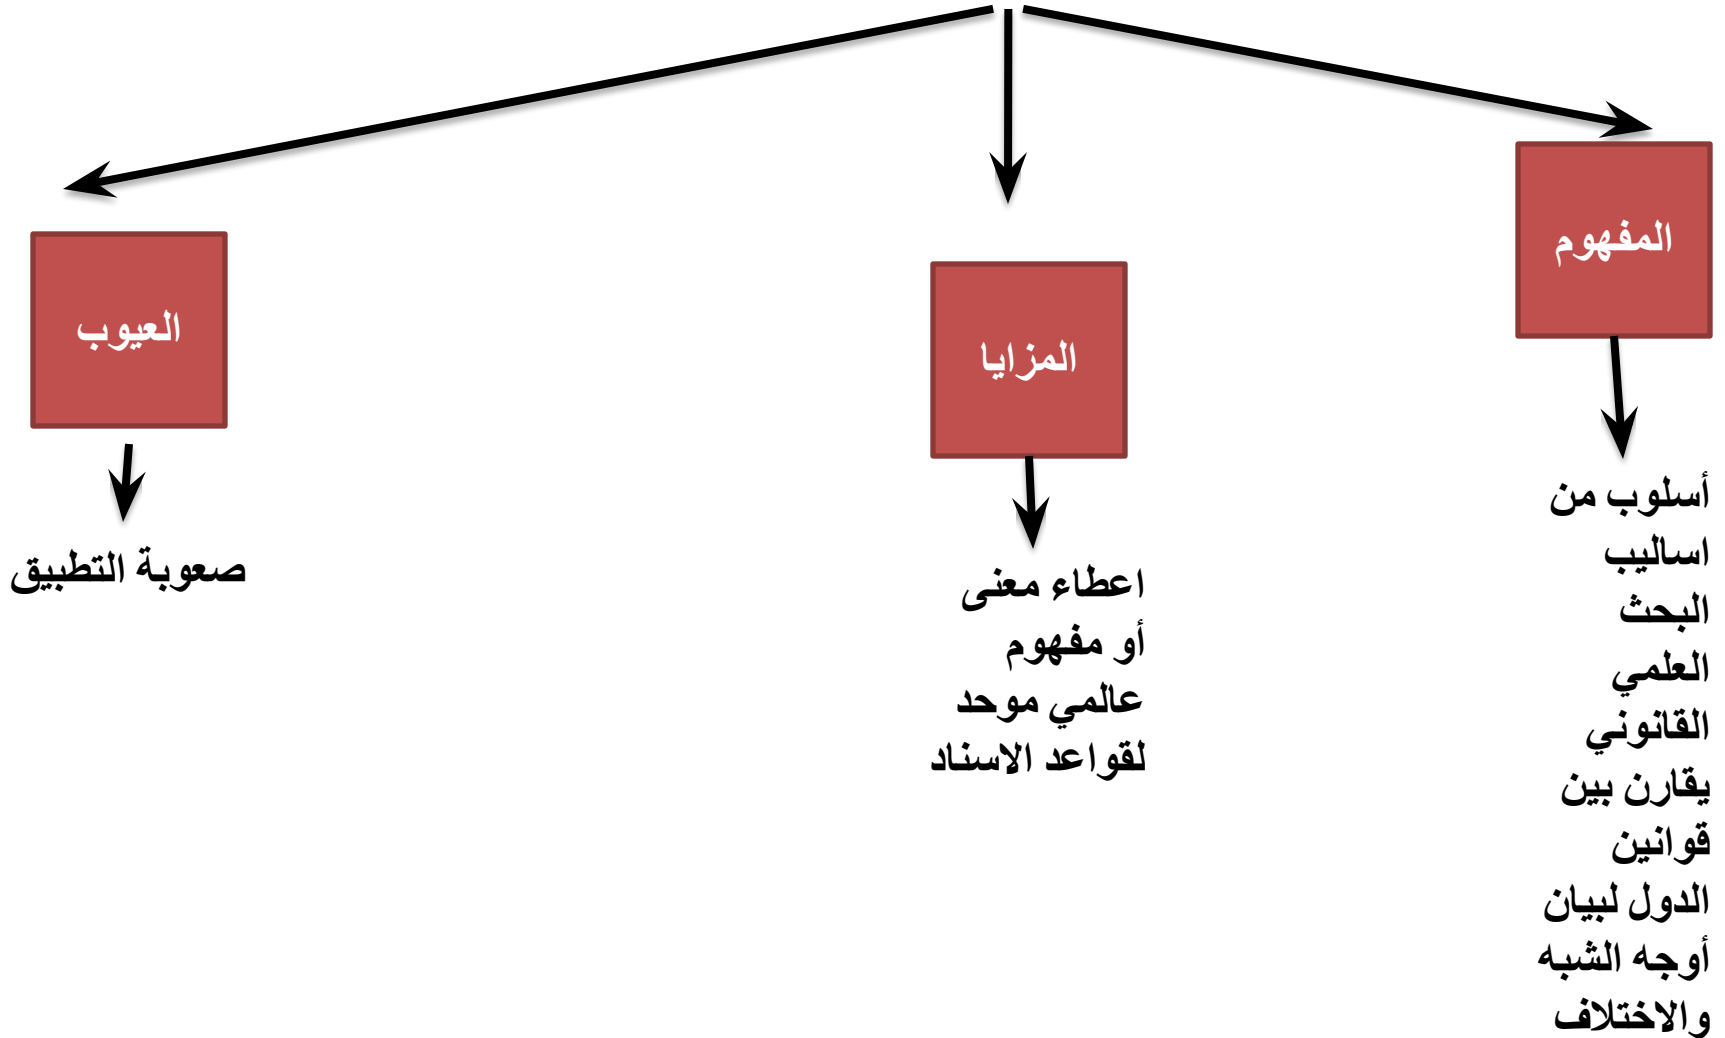 المفهوم
أسلوب من
اساليب
البحث
العلمي
القانوني
يقارن بين
قوانين
الدول لبيان
أوجه الشبه
والاختلاف
المزايا
اعطاء معنى
أو مفهوم
عالمي موحد
لقواعد الاسناد
العيوب
صعوبة التطبيق